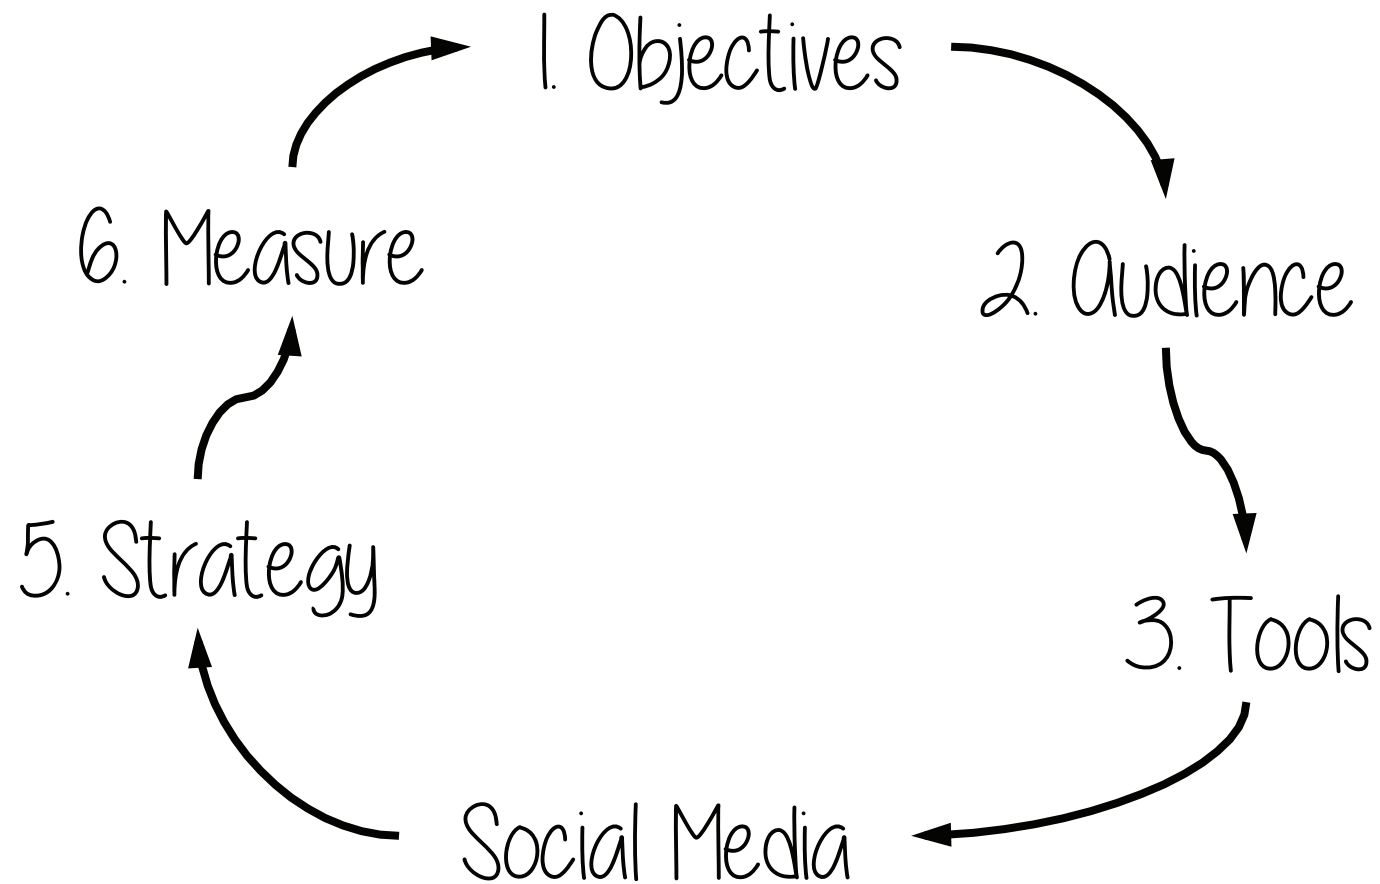 1. Objectives
2. Audience
3. Tools
Social Media
5. Strategy
6. Measure